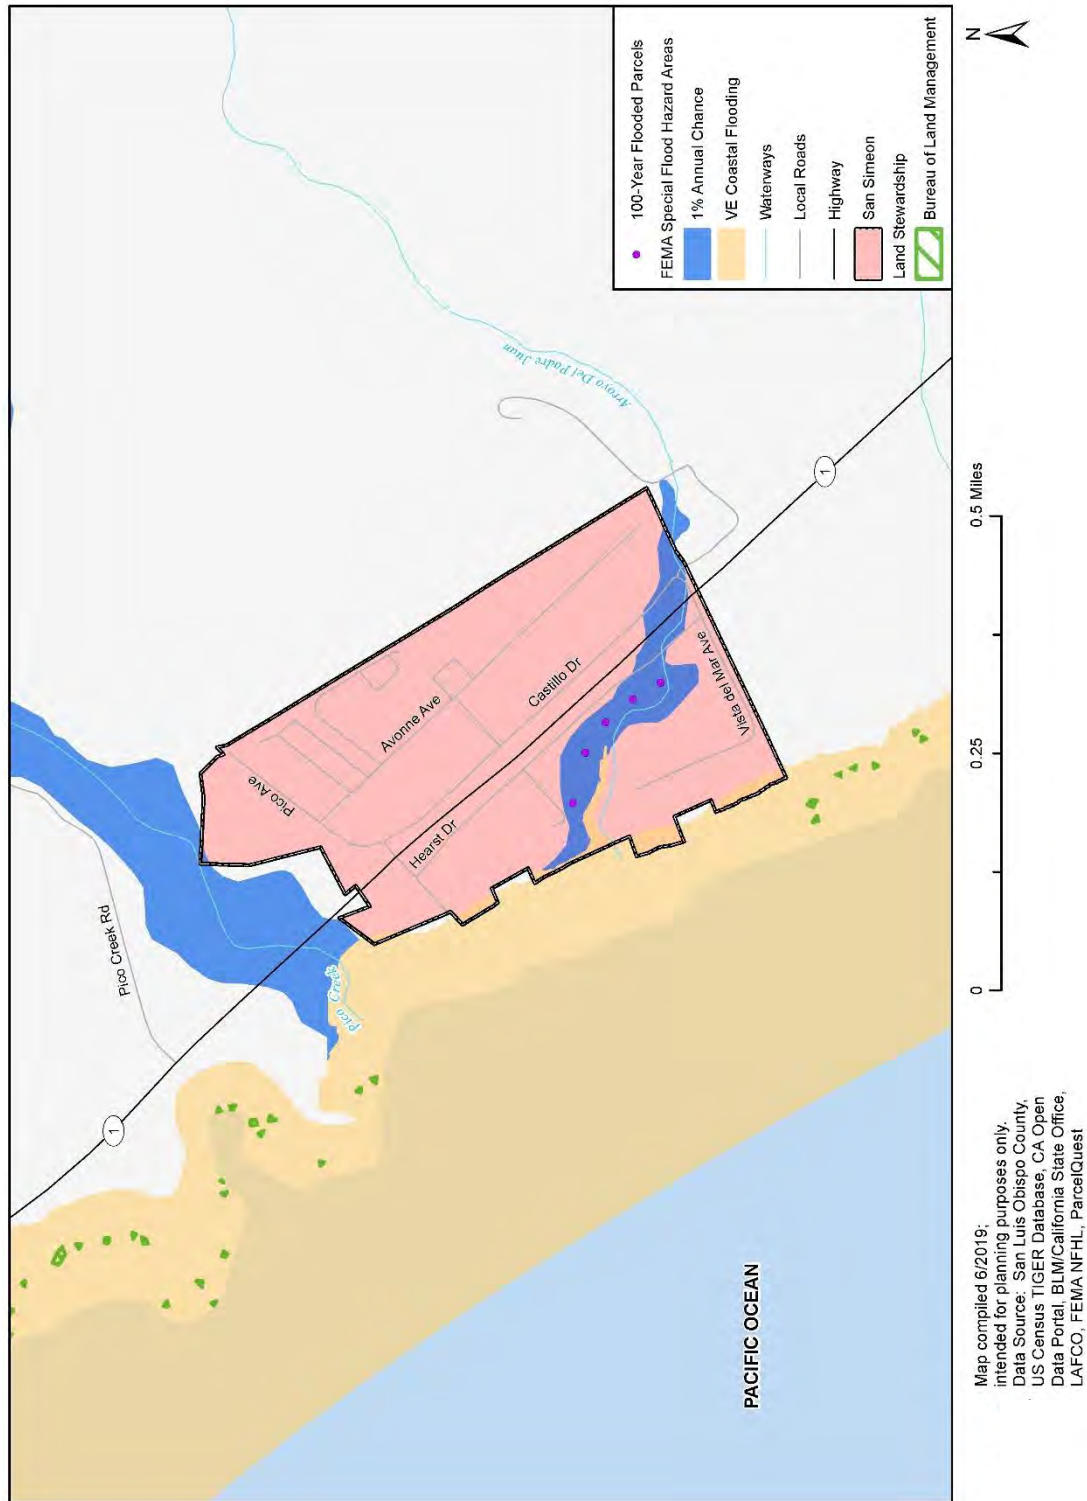 Pico Creek Rd
1
Pico Creek
Pico Ave
Avonne Ave
Hearst Dr
Castillo Dr
Vista del Mar Ave
Arroyo Del Padre Juan
1
PACIFIC OCEAN
100-Year Flooded Parcels
FEMA Special Flood Hazard Areas
1% Annual Chance
VE Coastal Flooding
Waterways
Local Roads
Highway
San Simeon
Land Stewardship
Bureau of Land Management
Map compiled 6/2019;
intended for planning purposes only.
Data Source: San Luis Obispo County,
US Census TIGER Database, CA Open
Data Portal, BLM/California State Office,
LAFCO, FEMA NFHL, ParcelQuest
0 0.25 0.5 Miles
N